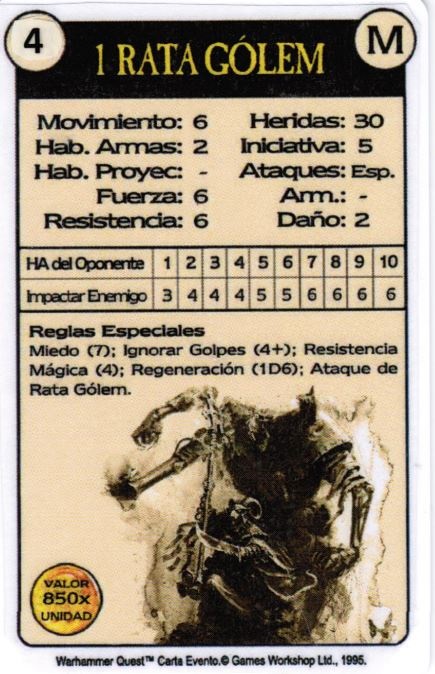 4
M
1 RATA GÓLEM
Movimiento: 6 Heridas: 30
Hab. Armas: 2 Iniciativa: 5
Hab. Proyec: - Ataques: Esp.
Fuerza: 6 Arm.: -
Resistencia: 6 Daño: 2
HA del Oponente 1 2 3 4 5 6 7 8 9 10
Impactar Enemigo 3 4 4 4 5 5 6 6 6 6
Reglas Especiales
Miedo (7); Ignorar Golpes (4+); Resistencia
Mágica (4); Regeneración (1D6); Ataque de
Rata Gólem.
VALOR
850x
UNIDAD
Warhammer Quest™ Carta Evento.© Games Workshop Ltd., 1995.